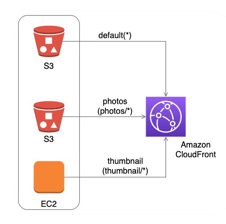 default(*)
S3
photos
(photos/*)
S3
Amazon
CloudFront
thumbnail
(thumbnail/*)
EC2